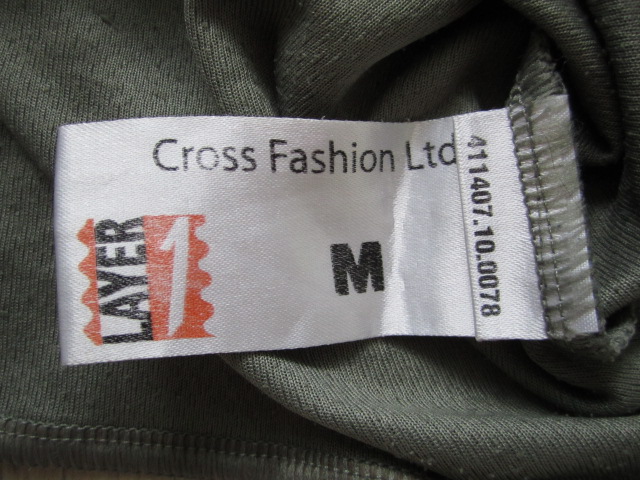 Cross Fashion Ltd
LAYER
1
M
411407.10.0078